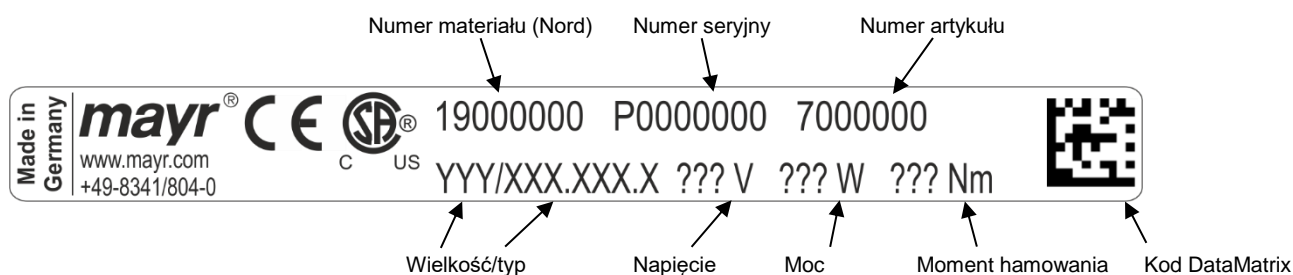 Numer materiału (Nord) Numer seryjny Numer artykułu
Made in
Germany
mayr®
www.mayr.com
+49-8341/804-0
CE
SA®
C US
19000000 P0000000 7000000
YYY/XXX.XXX.X ??? V ??? W ??? Nm
Wielkość/typ Napięcie Moc Moment hamowania Kod DataMatrix